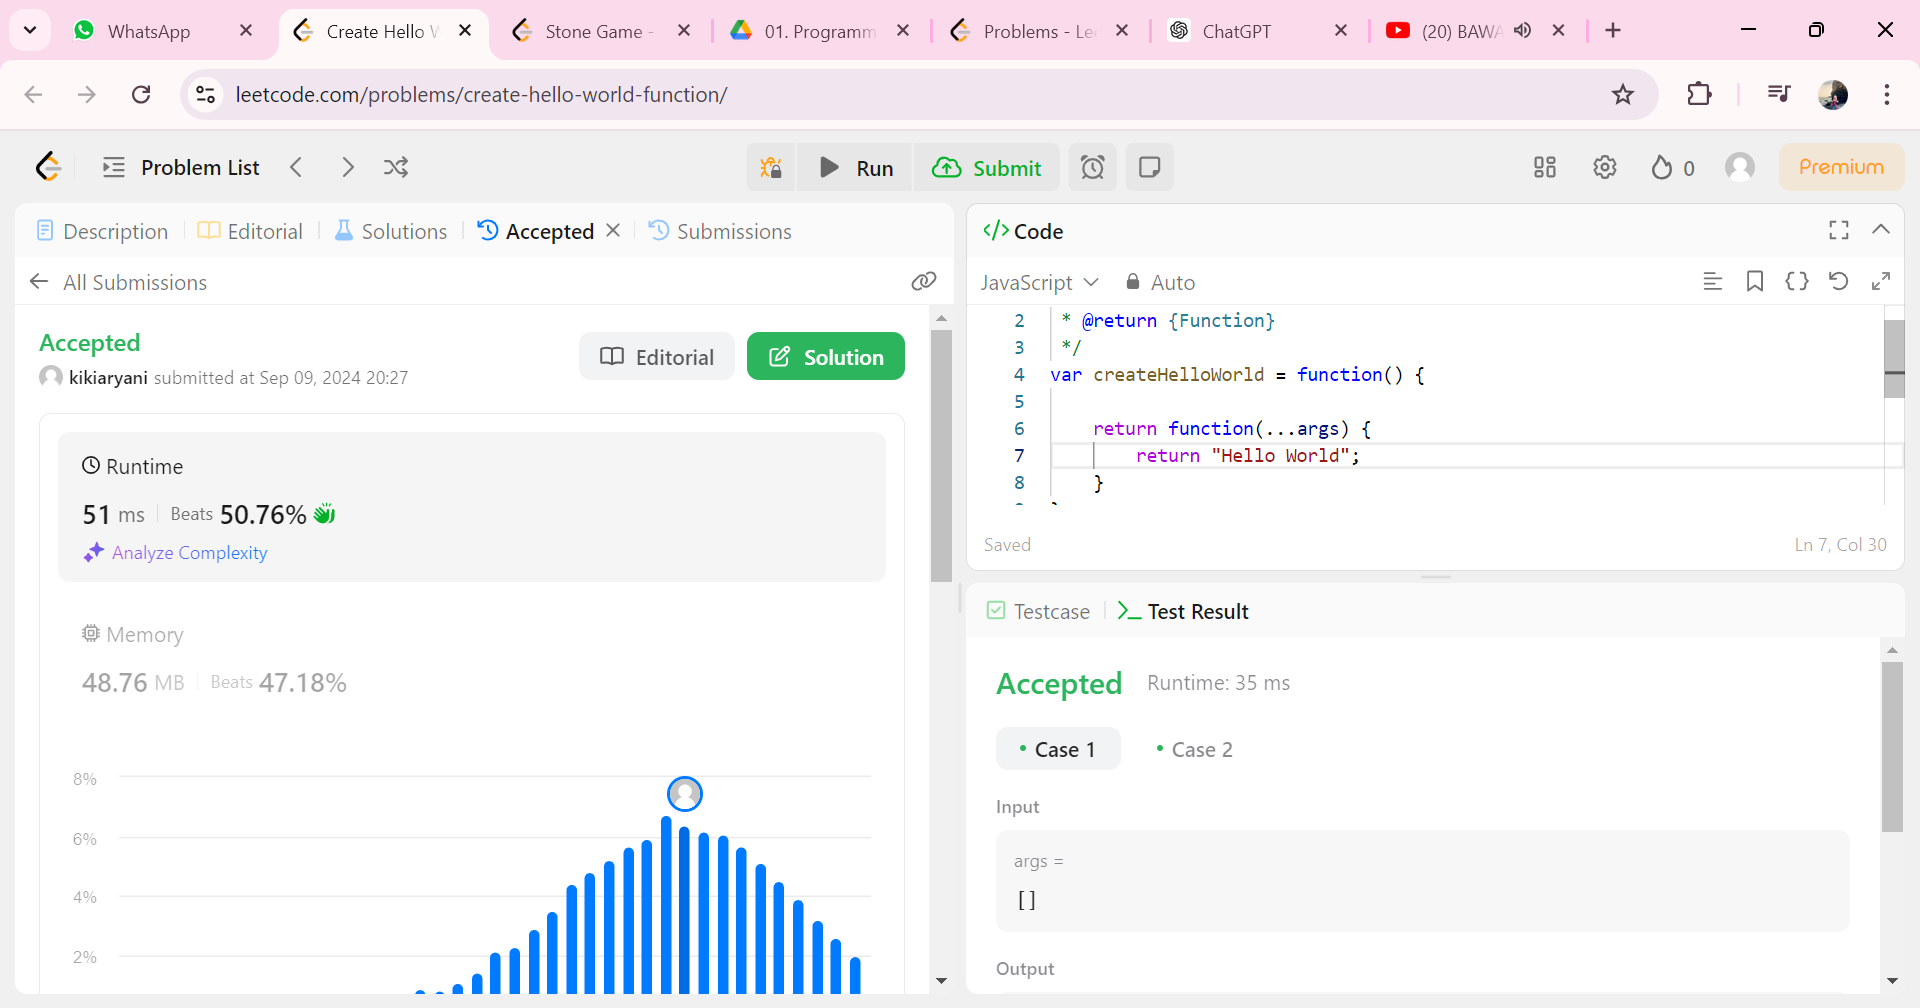 WhatsApp
Create Hello W
Stone Game -
01. Programm
Problems - Le
ChatGPT
(20) BAWA
leetcode.com/problems/create-hello-world-function/
Problem List
Run
Submit
0
Premium
Description
Editorial
Solutions
Accepted
Submissions
All Submissions
Accepted
Editorial
Solution
kikiaryani submitted at Sep 09, 2024 20:27
Runtime
51 ms
Beats 50.76%
Analyze Complexity
Memory
48.76 MB
Beats 47.18%
8%
6%
4%
2%
</> Code
JavaScript
Auto
2 * @return {Function}
3 */
4 var createHelloWorld = function() {
5
6 return function(...args) {
7 return "Hello World";
8 }
Saved
Ln 7, Col 30
Testcase
Test Result
Accepted
Runtime: 35 ms
Case 1
Case 2
Input
args =
[]
Output